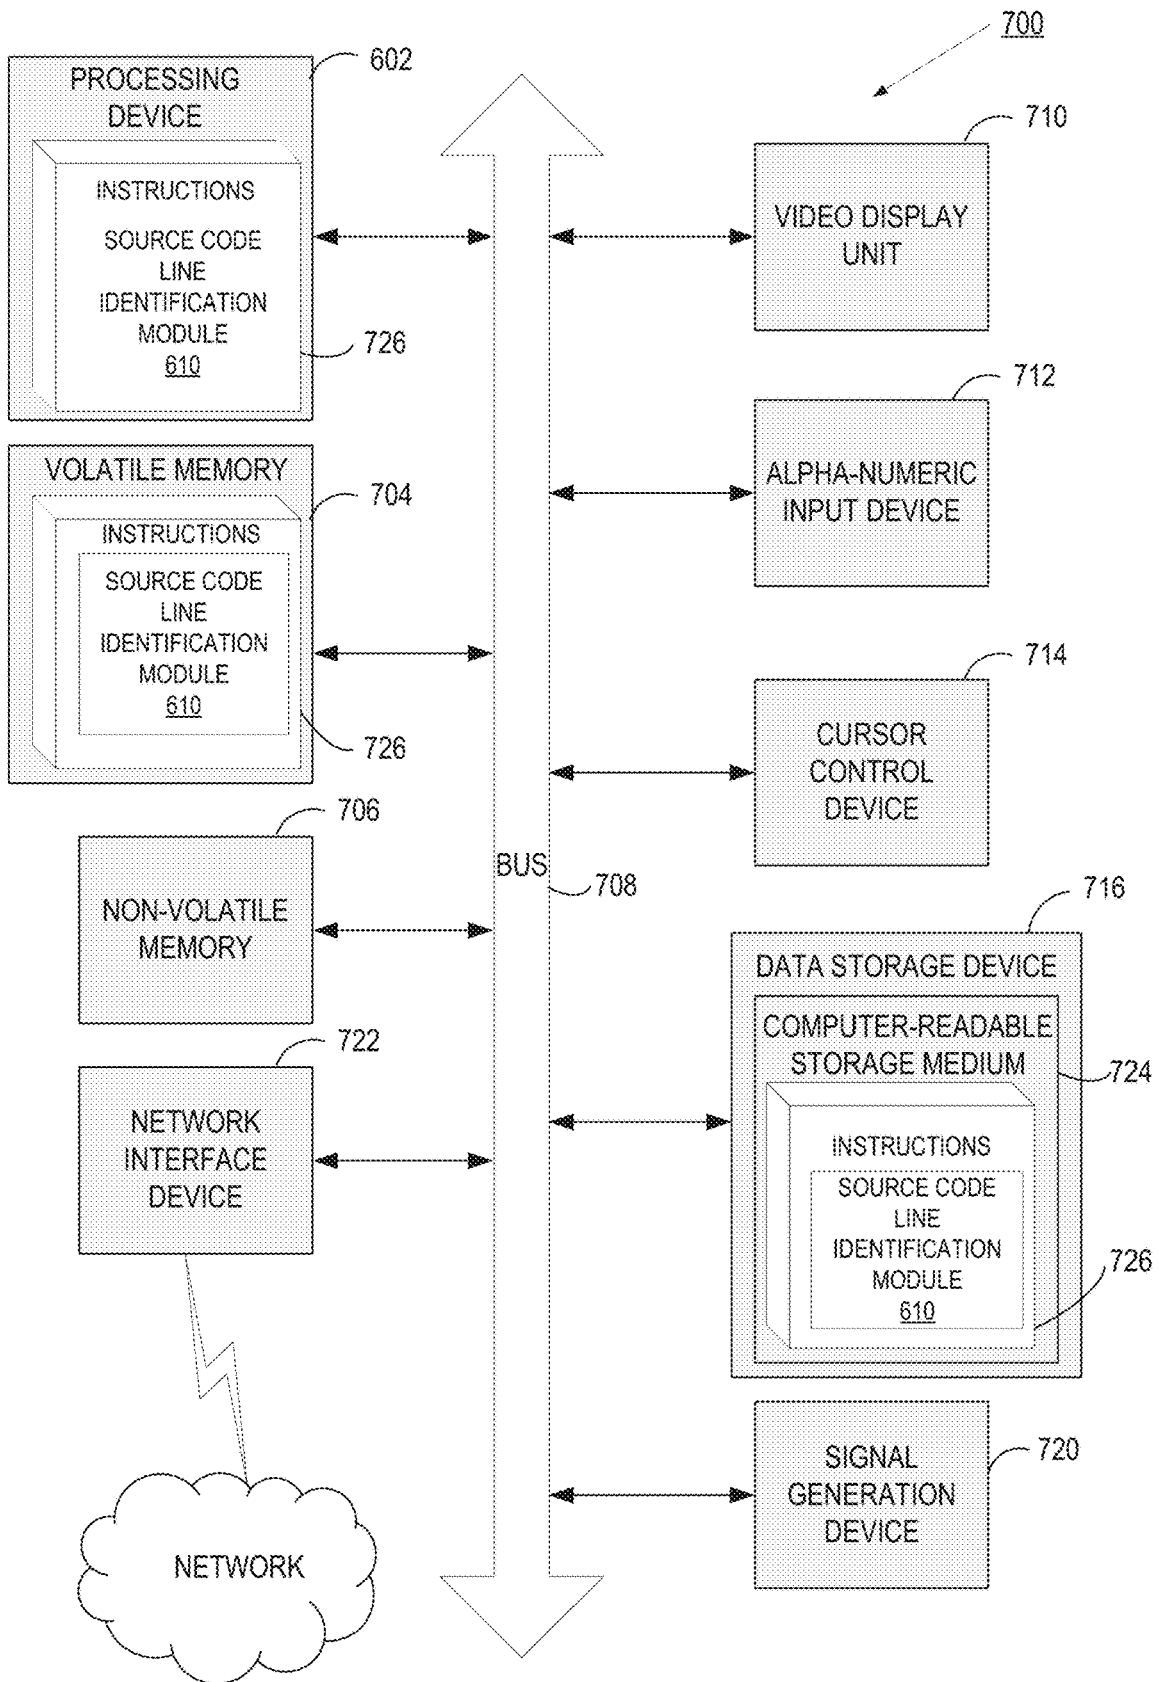 700
602
PROCESSING
DEVICE
INSTRUCTIONS
SOURCE CODE
LINE
IDENTIFICATION
MODULE
610
726
VOLATILE MEMORY
704
INSTRUCTIONS
SOURCE CODE
LINE
IDENTIFICATION
MODULE
610
726
706
NON-VOLATILE
MEMORY
722
NETWORK
INTERFACE
DEVICE
NETWORK
BUS
708
710
VIDEO DISPLAY
UNIT
712
ALPHA-NUMERIC
INPUT DEVICE
714
CURSOR
CONTROL
DEVICE
716
DATA STORAGE DEVICE
COMPUTER-READABLE
STORAGE MEDIUM
724
INSTRUCTIONS
SOURCE CODE
LINE
IDENTIFICATION
MODULE
610
726
SIGNAL
GENERATION
DEVICE
720